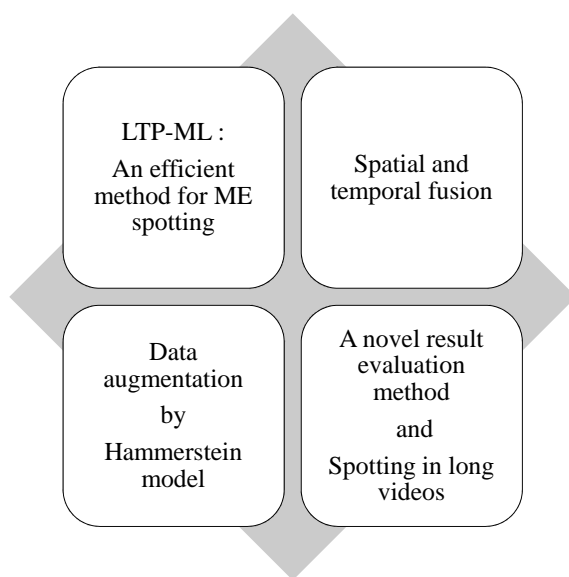 LTP-ML :
An efficient
method for ME
spotting
Spatial and
temporal fusion
Data
augmentation
by
Hammerstein
model
A novel result
evaluation
method
and
Spotting in long
videos